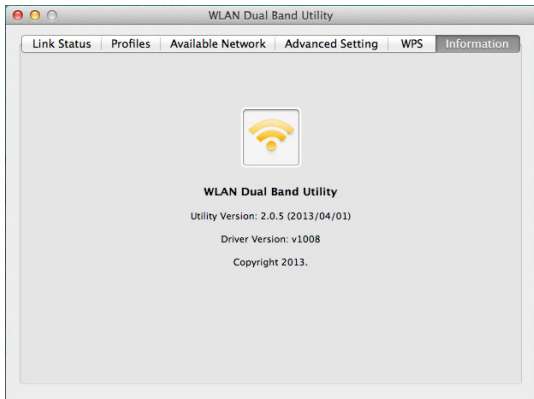 WLAN Dual Band Utility
Link Status Profiles Available Network Advanced Setting WPS Information
WLAN Dual Band Utility
Utility Version: 2.0.5 (2013/04/01)
Driver Version: v1008
Copyright 2013.